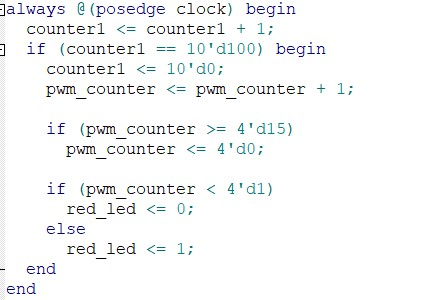 always @(posedge clock) begin
counter1 <= counter1 + 1;
if (counter1 == 10'd100) begin
counter1 <= 10'd0;
pwm_counter <= pwm_counter + 1;
if (pwm_counter >= 4'd15)
pwm_counter <= 4'd0;
if (pwm_counter < 4'd1)
red_led <= 0;
else
red_led <= 1;
end
end